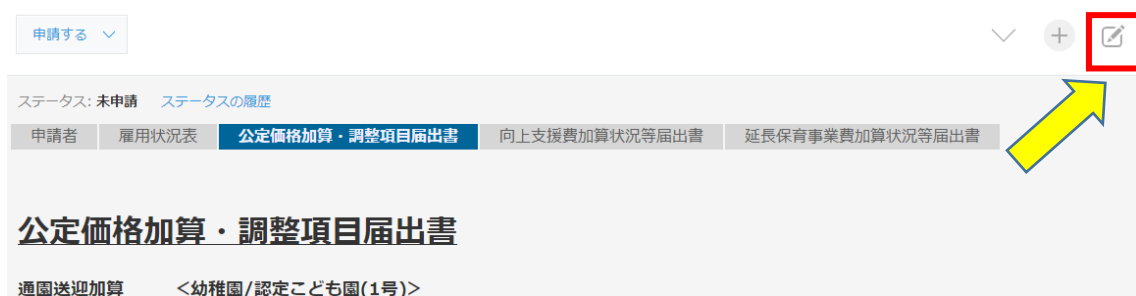 申請する
ステータス: 未申請 ステータスの履歴
申請者 雇用状況表 公定価格加算・調整項目届出書 向上支援費加算状況等届出書 延長保育事業費加算状況等届出書
公定価格加算・調整項目届出書
通園送迎加算 <幼稚園/認定こども園(1号)>